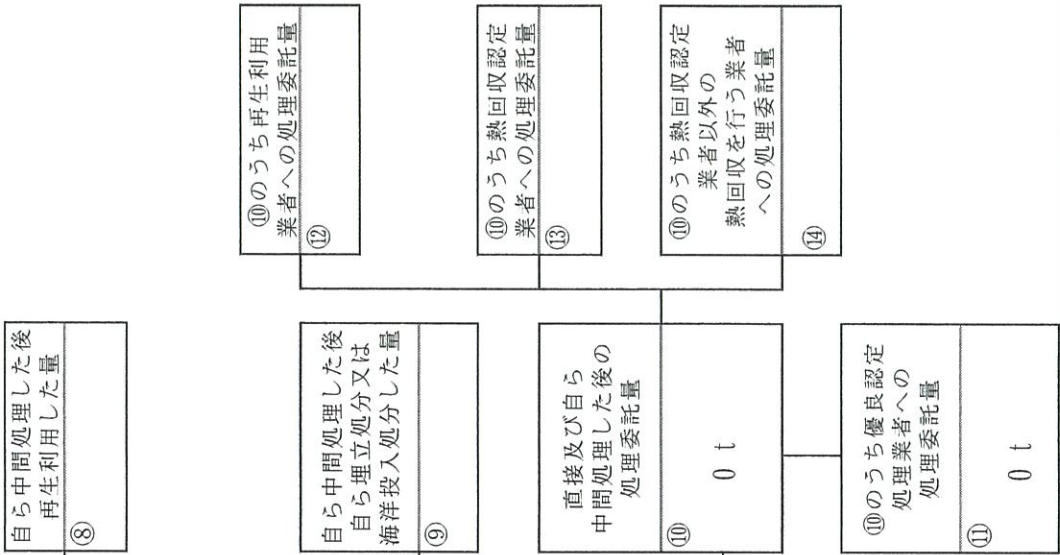 自ら中間処理した後
再生利用した量
⑧
自ら中間処理した後
自ら埋立処分又は
海洋投入処分した量
⑨
直接及び自ら
中間処理した後の
処理委託量
⑩
0 t
⑩のうち優良認定
処理業者への
処理委託量
⑪
0 t
⑩のうち再生利用
業者への処理委託量
⑫
⑩のうち熱回収認定
業者への処理委託量
⑬
⑩のうち熱回収認定
業者以外の
熱回収を行う業者
への処理委託量
⑭